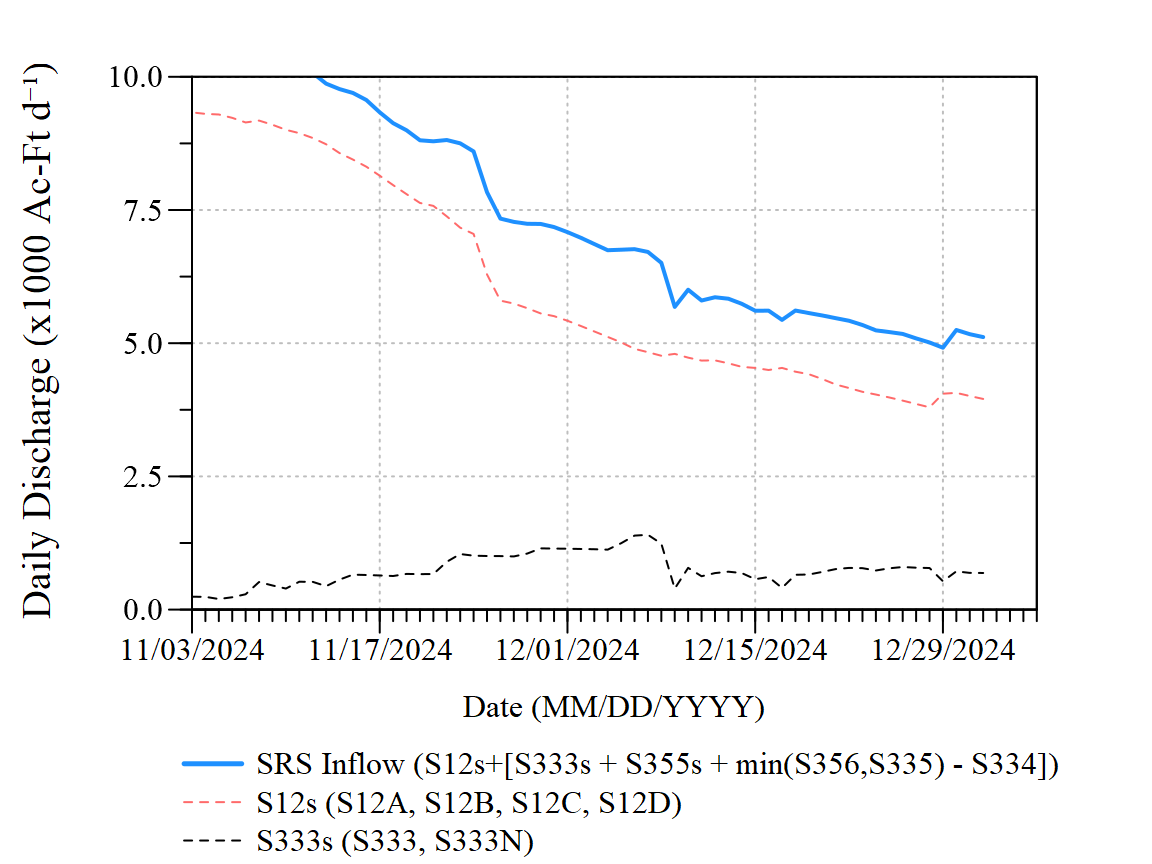 Daily Discharge (x1000 Ac-Ft d⁻¹)
10.0
7.5
5.0
2.5
0.0
11/03/2024 11/17/2024 12/01/2024 12/15/2024 12/29/2024
Date (MM/DD/YYYY)
SRS Inflow (S12s+[S333s + S355s + min(S356,S335) - S334])
S12s (S12A, S12B, S12C, S12D)
S333s (S333, S333N)